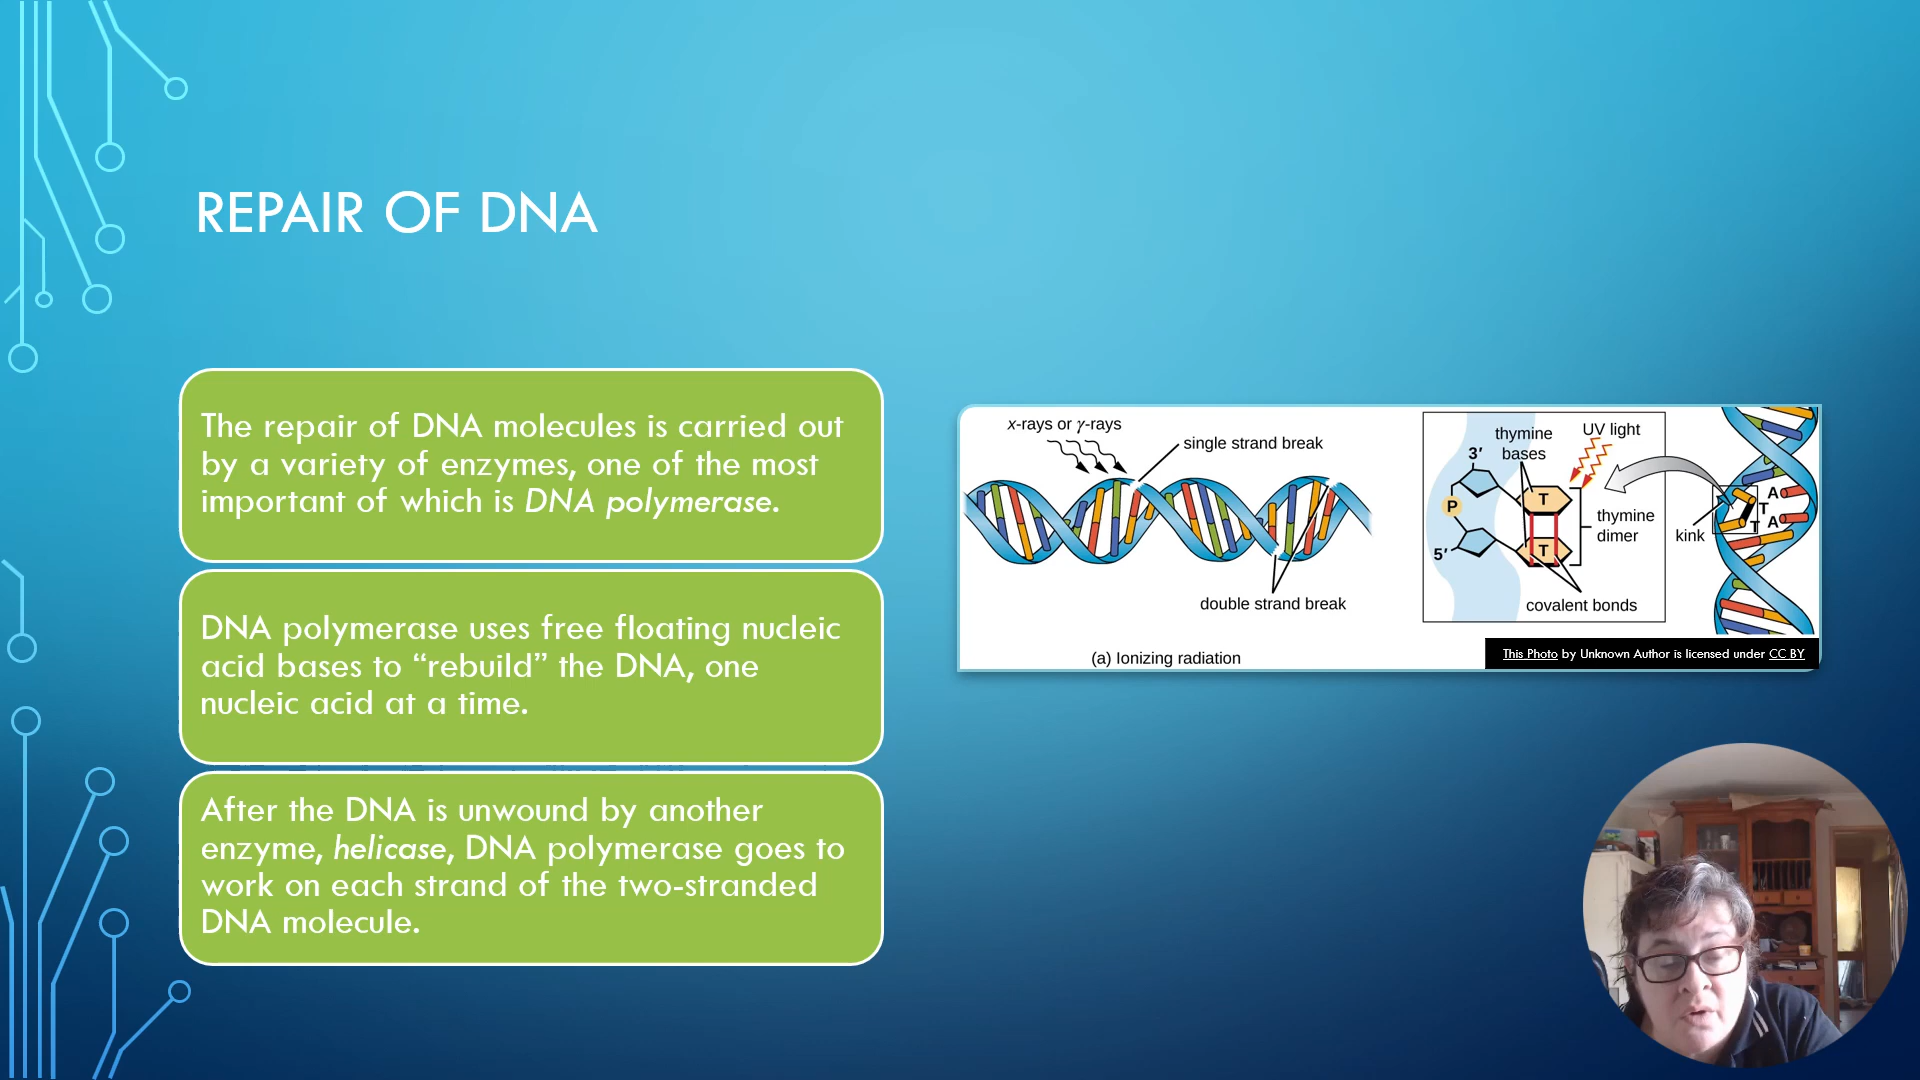 REPAIR OF DNA
The repair of DNA molecules is carried out
by a variety of enzymes, one of the most
important of which is DNA polymerase.
DNA polymerase uses free floating nucleic
acid bases to “rebuild” the DNA, one
nucleic acid at a time.
After the DNA is unwound by another
enzyme, helicase, DNA polymerase goes to
work on each strand of the two-stranded
DNA molecule.
x-rays or γ-rays
single strand break
double strand break
(a) Ionizing radiation
thymine
bases
UV light
3′
P
5′
T
T
thymine
dimer
covalent bonds
kink
A
T
T
A
This Photo by Unknown Author is licensed under CC BY